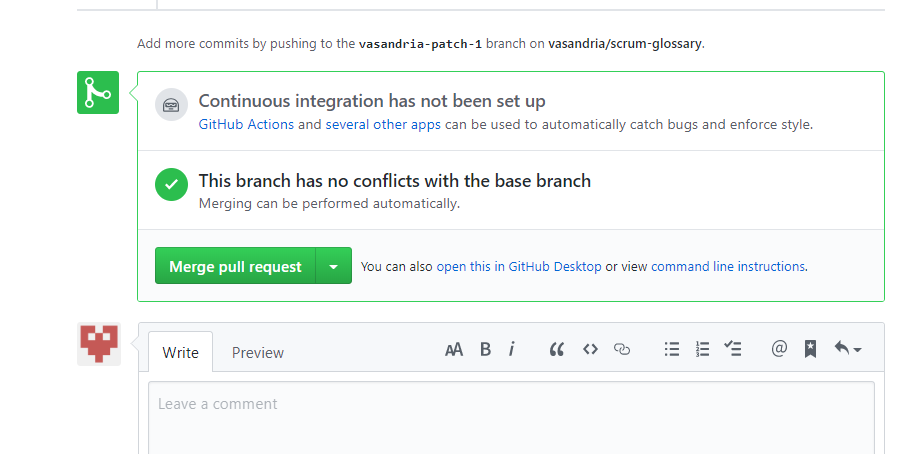 Add more commits by pushing to the vasandria-patch-1 branch on vasandria/scrum-glossary.
Continuous integration has not been set up
GitHub Actions and several other apps can be used to automatically catch bugs and enforce style.
This branch has no conflicts with the base branch
Merging can be performed automatically.
Merge pull request You can also open this in GitHub Desktop or view command line instructions.
Write Preview AA B i
Leave a comment